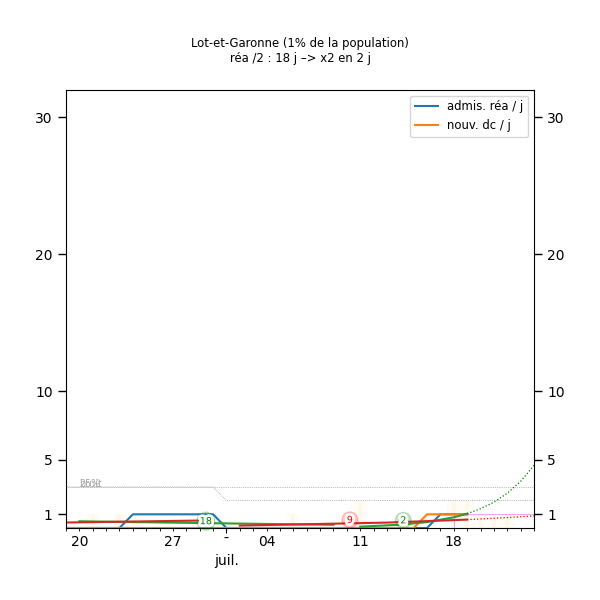 Lot-et-Garonne (1% de la population)
réa /2 : 18 j –> x2 en 2 j
admis. réa / j
nouv. dc / j
30 30
20 20
10 10
5 5
1 1
18 9 2
20 27 - 04 11 18
juil.